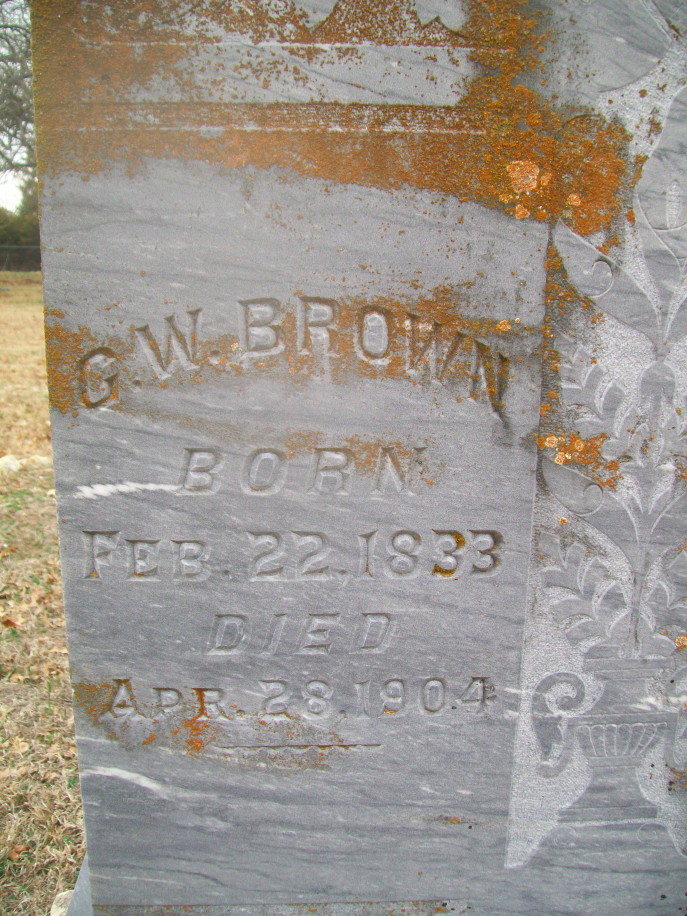 G. W. BROWN
BORN
FEB. 22, 1833
DIED
APR. 28, 1904